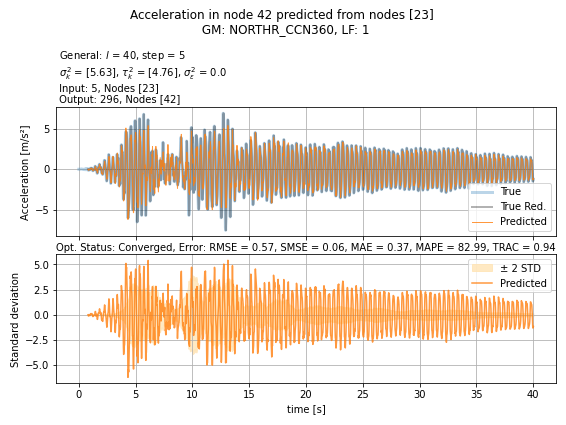 Acceleration in node 42 predicted from nodes [23]
GM: NORTHR_CCN360, LF: 1
General: l = 40, step = 5
σ²ₖ = [5.63], τ²ₖ = [4.76], σ²ₛ = 0.0
Input: 5, Nodes [23]
Output: 296, Nodes [42]
Acceleration [m/s²]
5
0
−5
True
True Red.
Predicted
Opt. Status: Converged, Error: RMSE = 0.57, SMSE = 0.06, MAE = 0.37, MAPE = 82.99, TRAC = 0.94
Standard deviation
5.0
2.5
0.0
−2.5
−5.0
± 2 STD
Predicted
0 5 10 15 20 25 30 35 40
time [s]